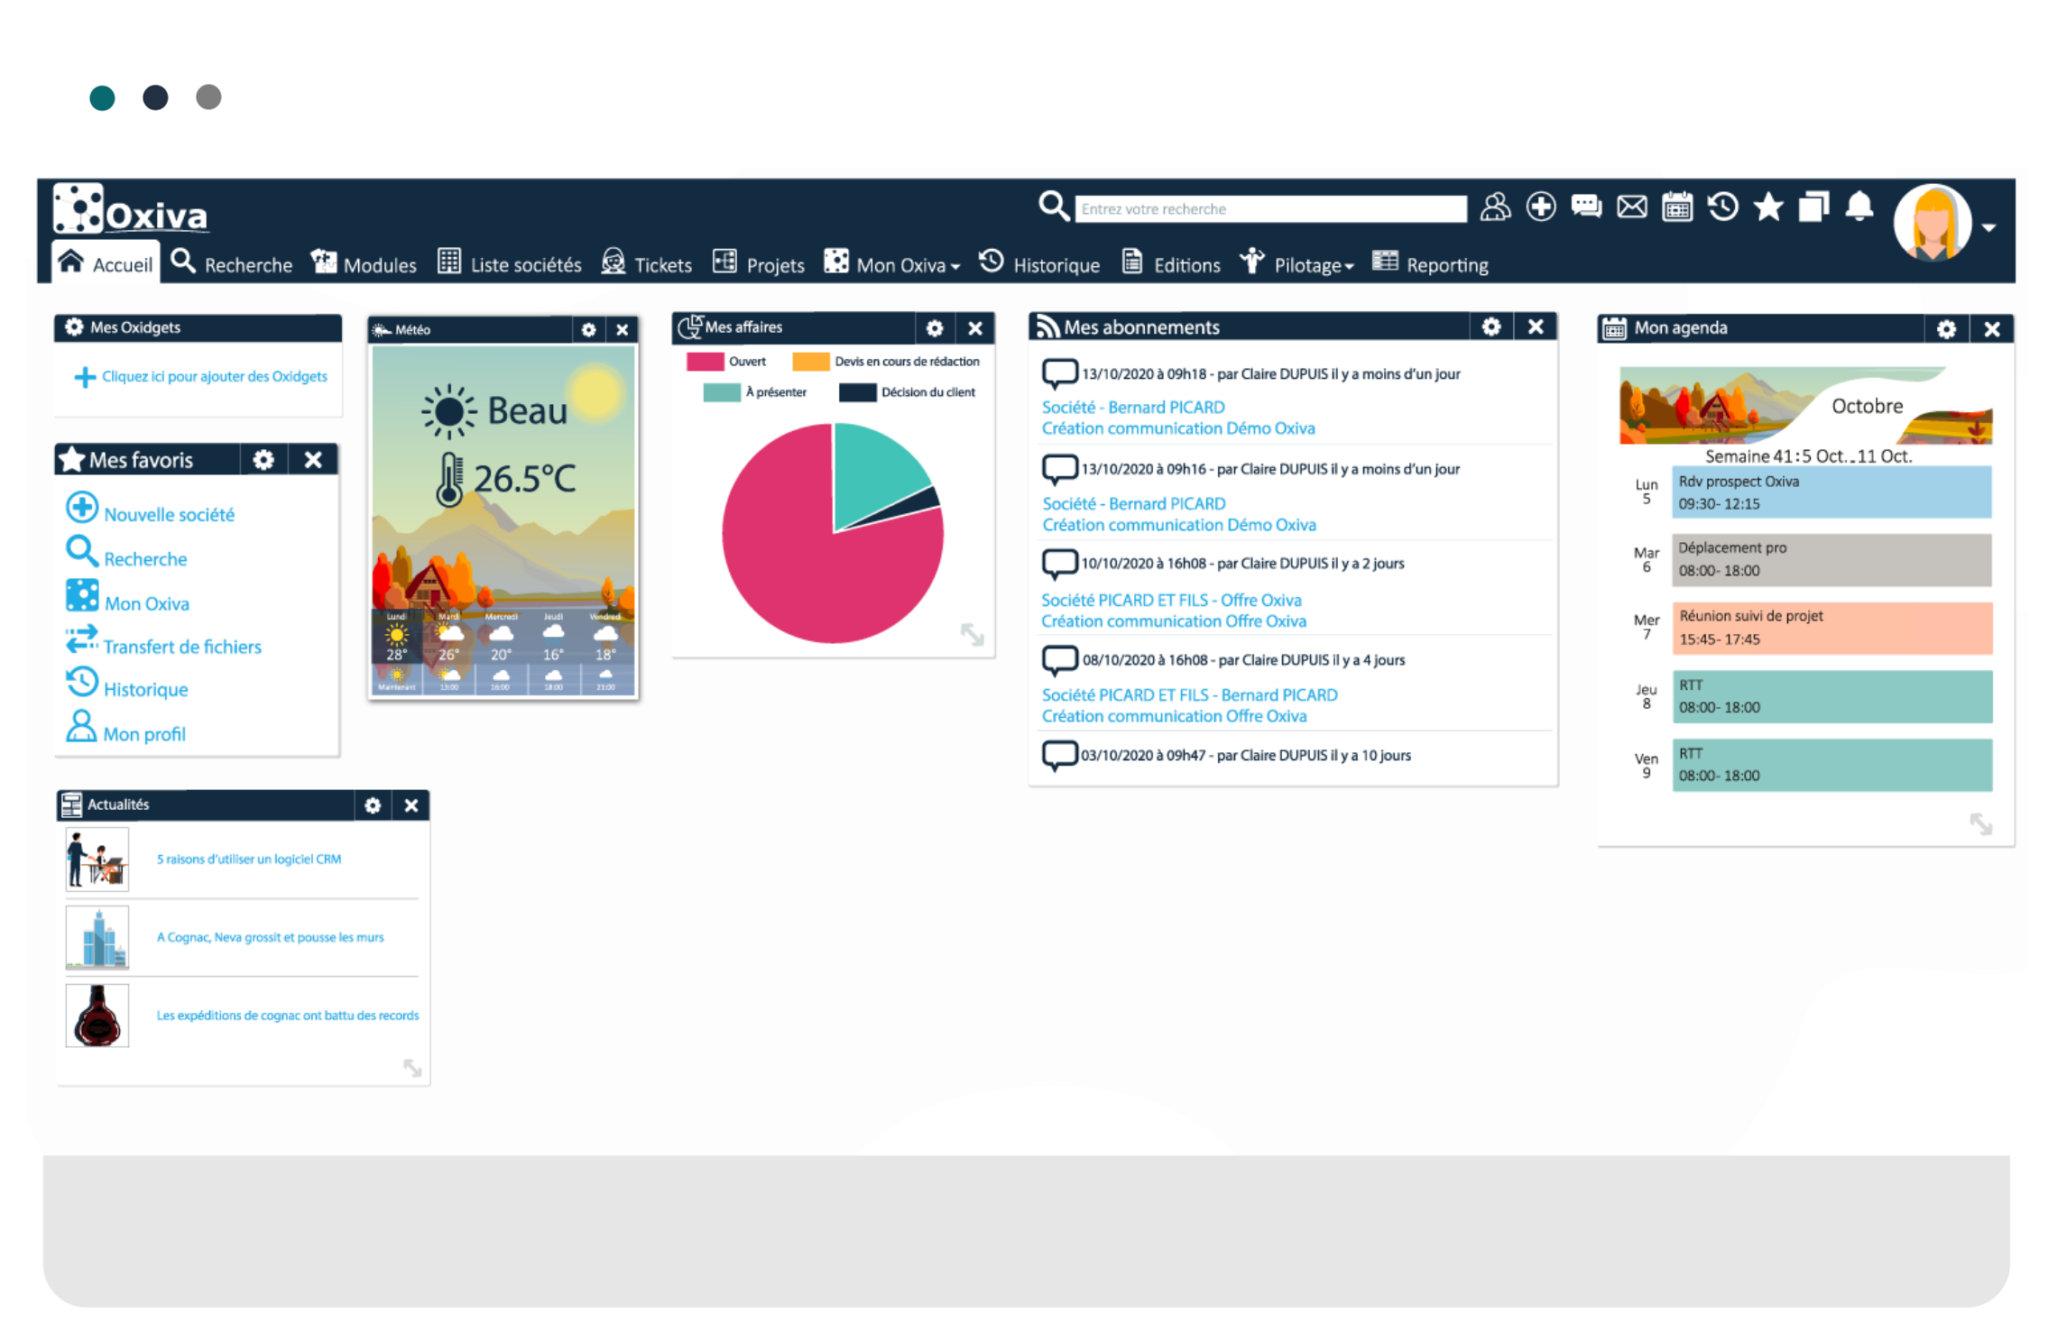 Oxiva
Entrez votre recherche
Accueil Recherche Modules Liste sociétés Tickets Projets Mon Oxiva Historique Editions Pilotage Reporting
Mes Oxidgets
Cliquez ici pour ajouter des Oxidgets
Mes favoris
Nouvelle société
Recherche
Mon Oxiva
Transfert de fichiers
Historique
Mon profil
Actualités
5 raisons d'utiliser un logiciel CRM
A Cognac, Neva grossit et pousse les murs
Les expéditions de cognac ont battu des records
Météo
Beau
26.5°C
Lundi Mardi Mercredi Jeudi Vendredi
28° 26° 20° 16° 18°
Maintenant 13:00 16:00 18:00 21:00
Mes affaires
Ouvert Devis en cours de rédaction
À présenter Décision du client
Mes abonnements
13/10/2020 à 09h18 - par Claire DUPUIS il y a moins d'un jour
Société - Bernard PICARD
Création communication Démo Oxiva
13/10/2020 à 09h16 - par Claire DUPUIS il y a moins d'un jour
Société - Bernard PICARD
Création communication Démo Oxiva
10/10/2020 à 16h08 - par Claire DUPUIS il y a 2 jours
Société PICARD ET FILS - Offre Oxiva
Création communication Offre Oxiva
08/10/2020 à 16h08 - par Claire DUPUIS il y a 4 jours
Société PICARD ET FILS - Bernard PICARD
Création communication Offre Oxiva
03/10/2020 à 09h47 - par Claire DUPUIS il y a 10 jours
Mon agenda
Octobre
Semaine 41:5 Oct._11 Oct.
Lun
5
Rdv prospect Oxiva
09:30- 12:15
Mar
6
Déplacement pro
08:00- 18:00
Mer
7
Réunion suivi de projet
15:45- 17:45
Jeu
8
RTT
08:00- 18:00
Ven
9
RTT
08:00- 18:00